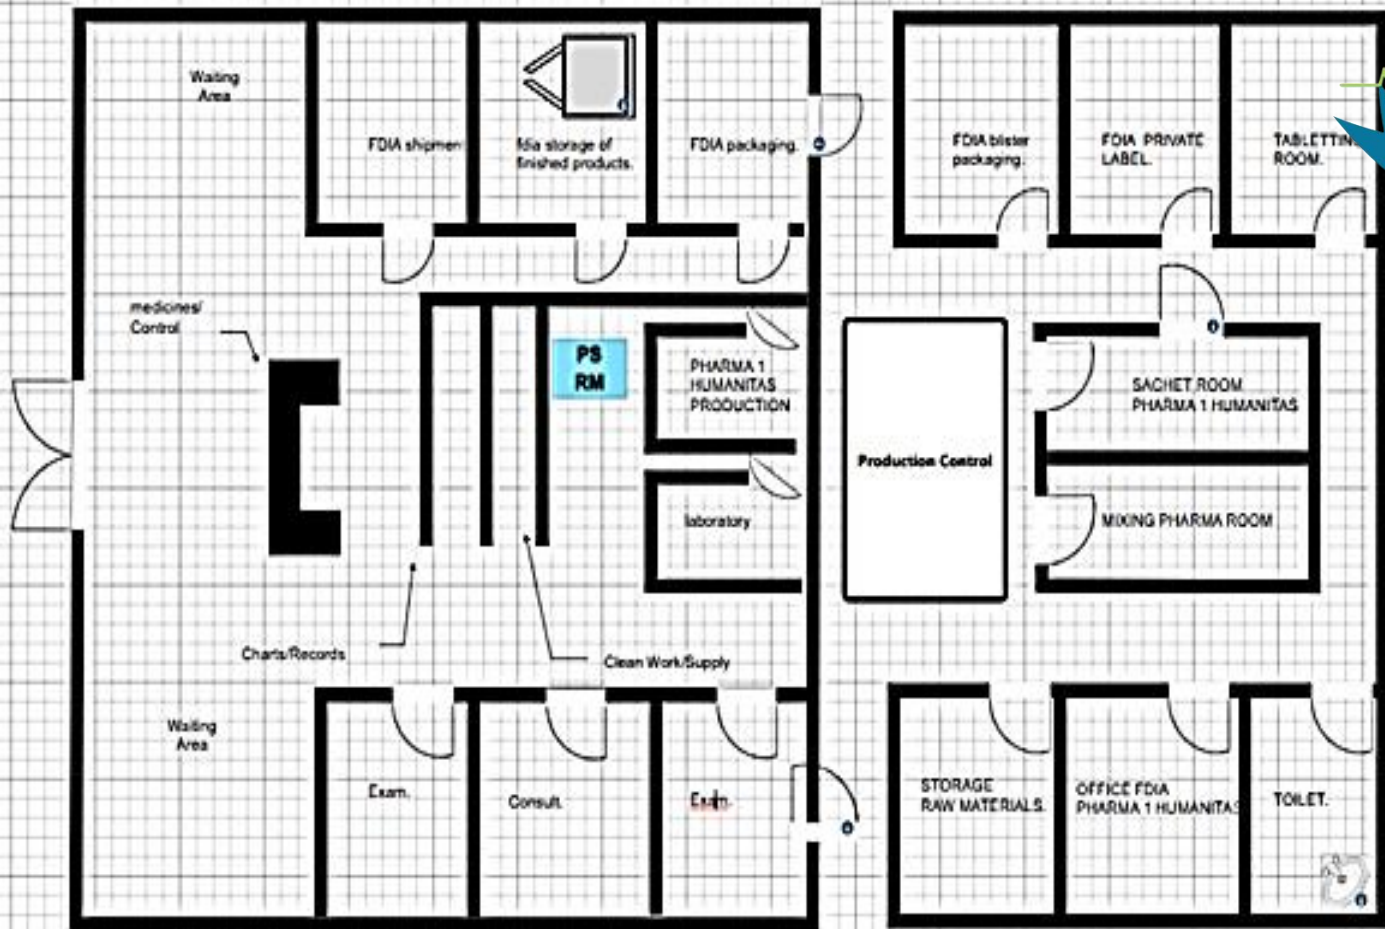 Waiting
Area
FDIA shipmen
fdia storage of
finished products.
FDIA packaging.
FDIA blister
packaging.
FDIA PRIVATE
LABEL.
TABLETTIN
ROOM.
medicines/
Control
PS
RM
PHARMA 1
HUMANITAS
PRODUCTION
laboratory
Production Control
SACHET ROOM
PHARMA 1 HUMANITAS
MIXING PHARMA ROOM
Charts/Records
Clean Work/Supply
Waiting
Area
Exam.
Consult.
Exam.
STORAGE
RAW MATERIALS.
OFFICE FDIA
PHARMA 1 HUMANITAS
TOILET.